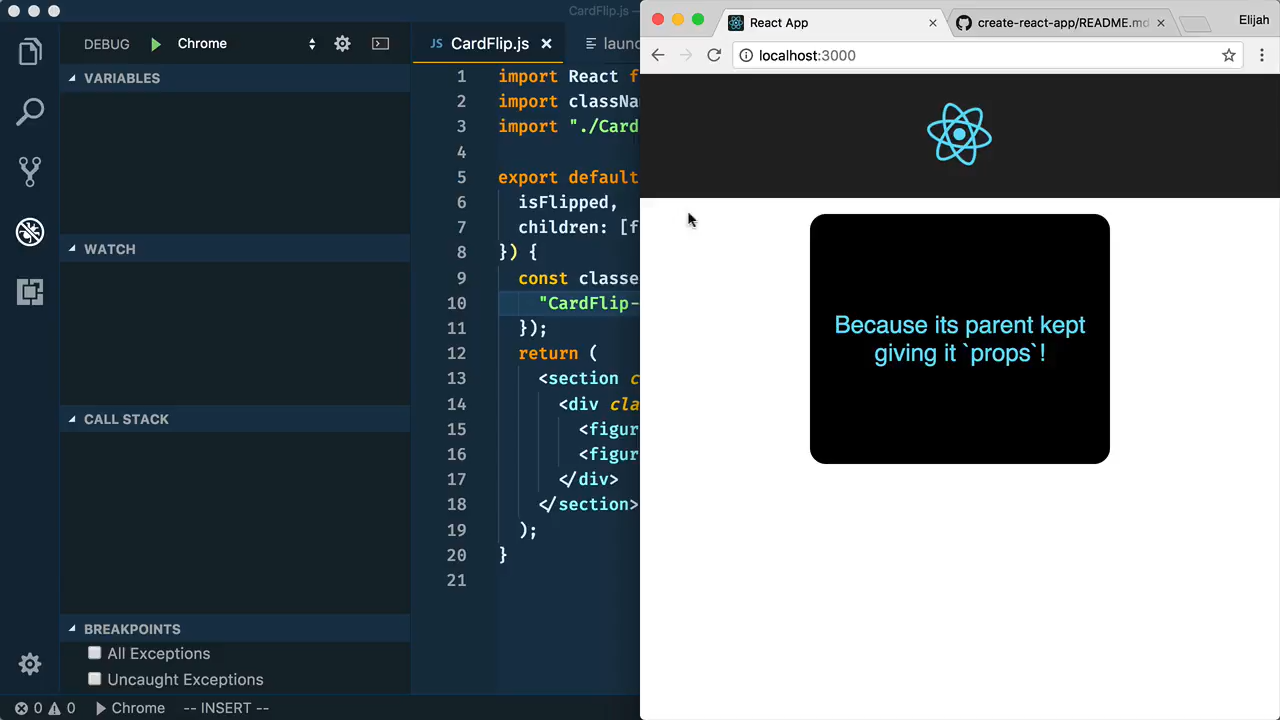 CardFlip.js
DEBUG
Chrome
JS CardFlip.js
VARIABLES
WATCH
CALL STACK
BREAKPOINTS
All Exceptions
Uncaught Exceptions
1 import React f
2 import classNa
3 import "./Card
4
5 export default
6 isFlipped,
7 children: [f
8 }) {
9 const classe
10 "CardFlip-
11 });
12 return (
13 <section c
14 <div cla
15 <figur
16 <figur
17 </div>
18 </section>
19 );
20 }
21
0 0 Chrome -- INSERT --
React App
create-react-app/README.md
Elijah
localhost:3000
Because its parent kept
giving it `props`!